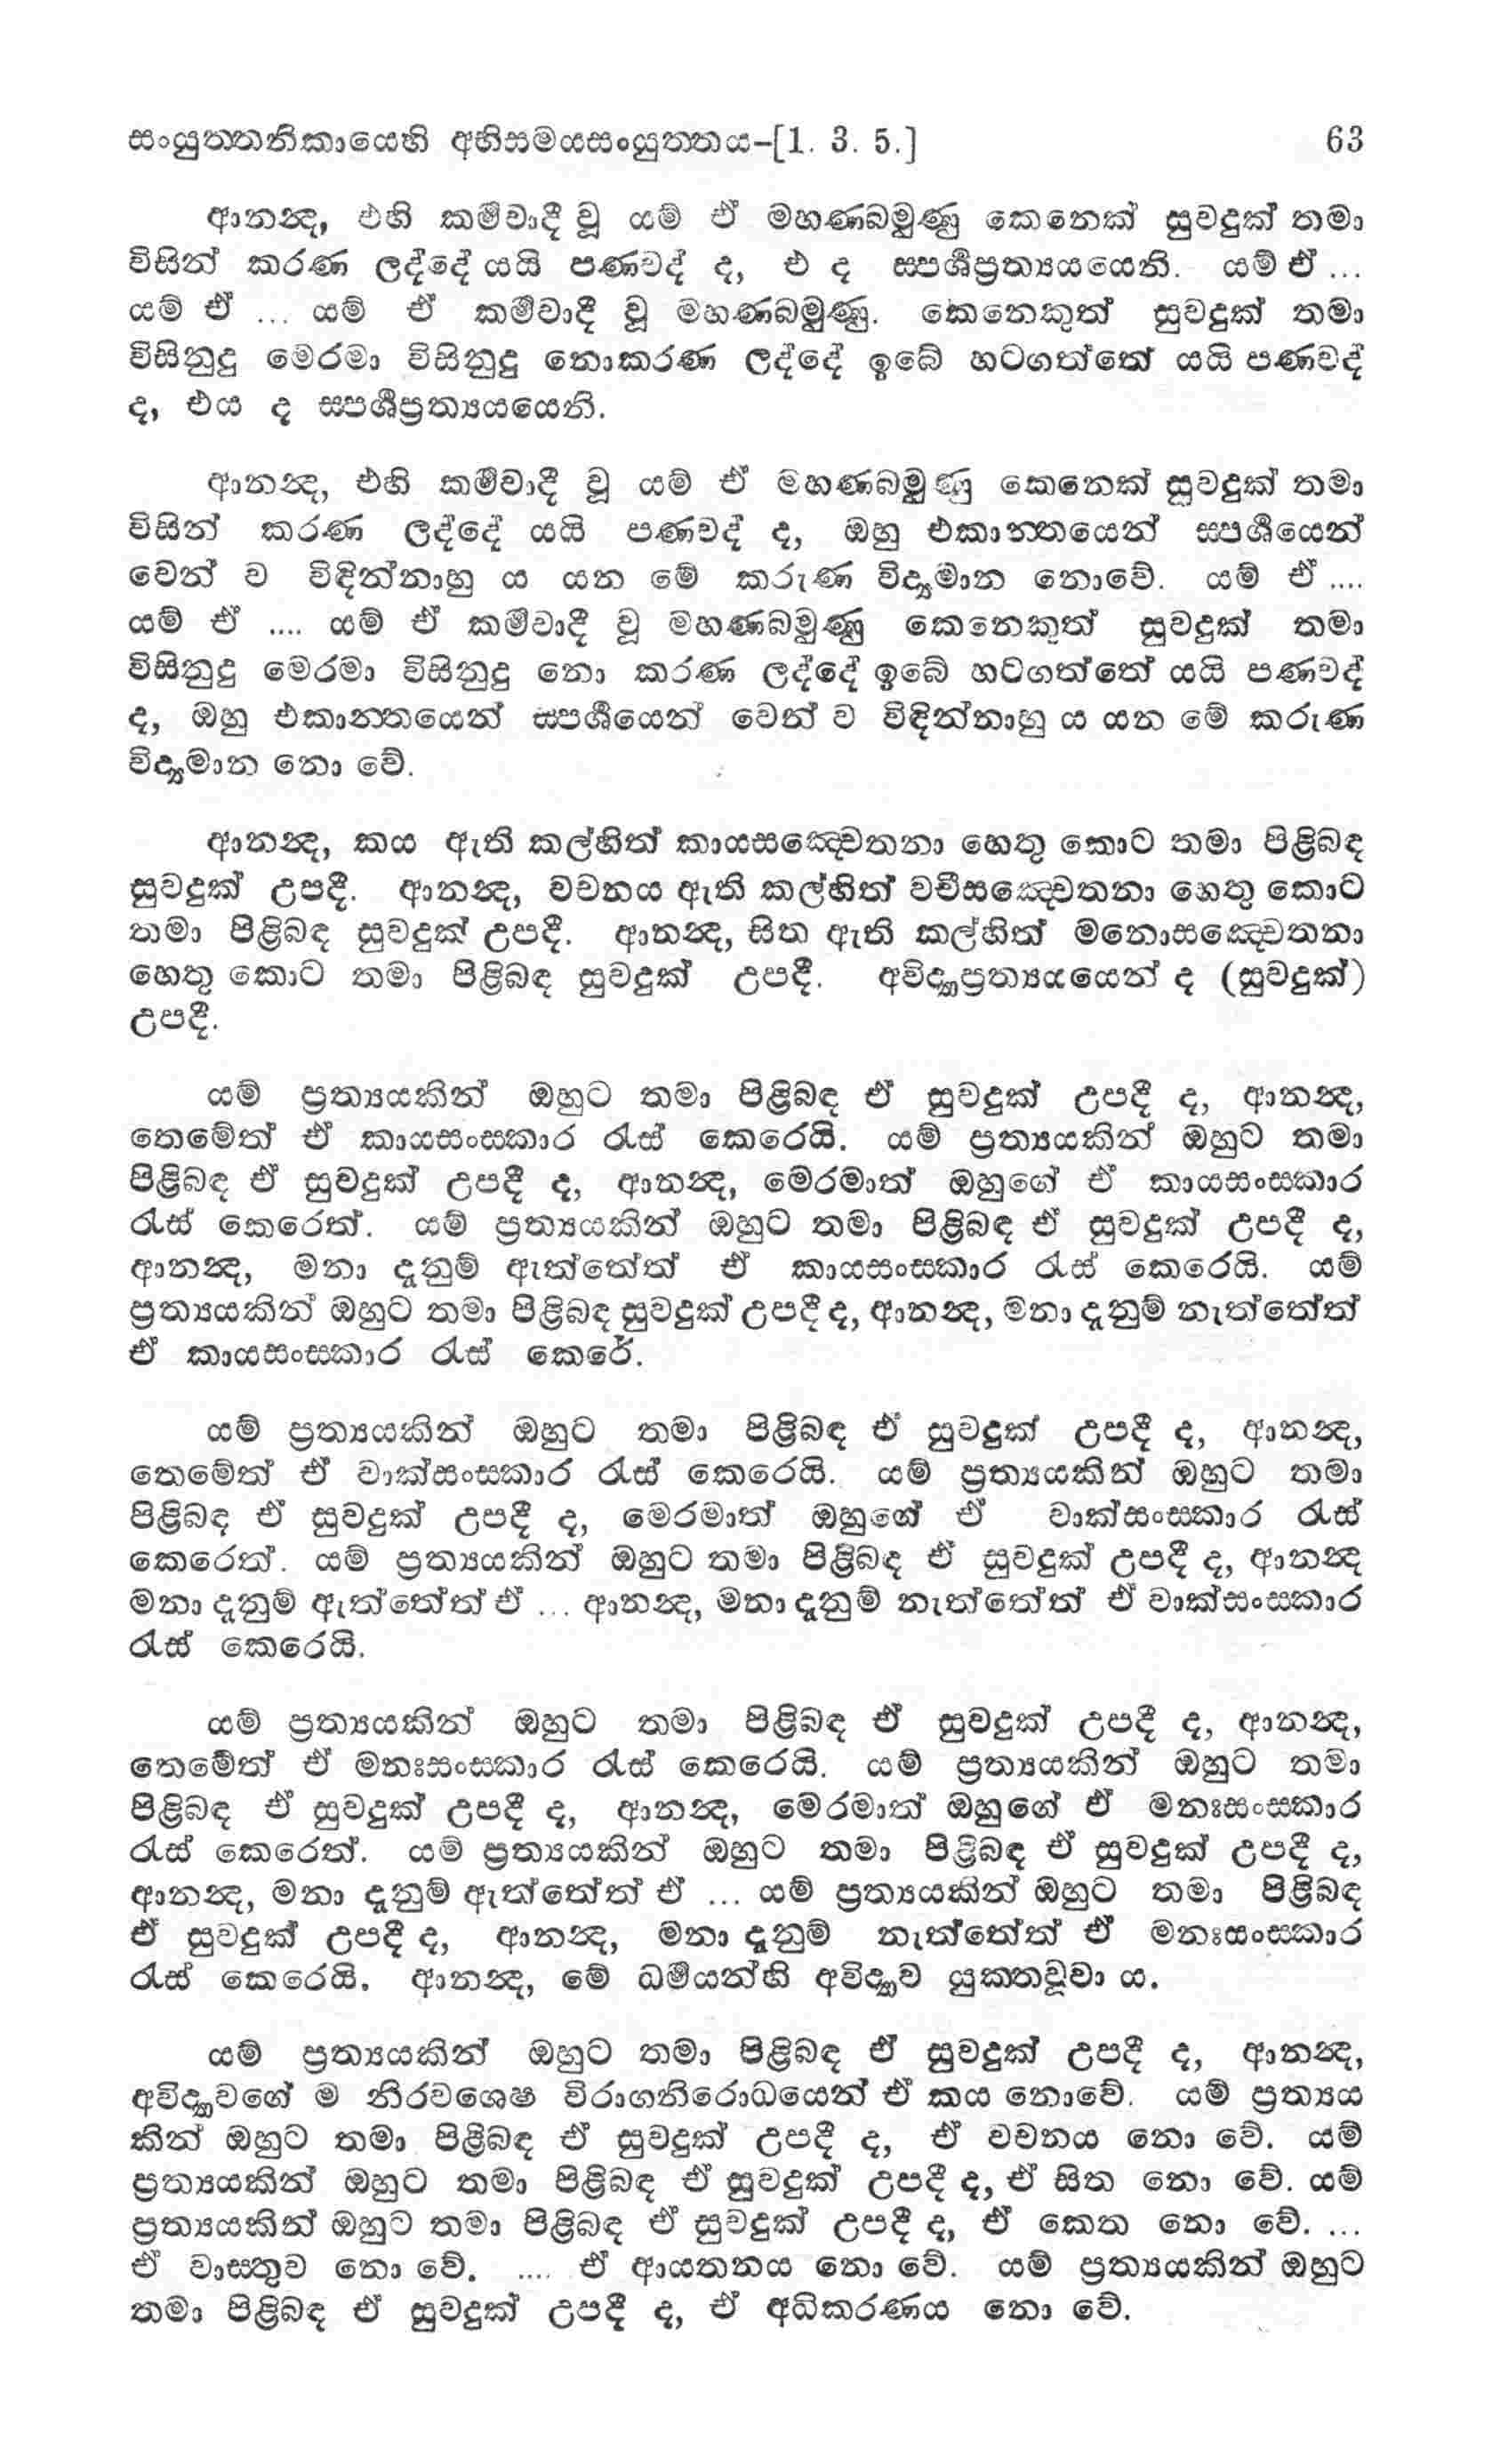 සංයුත්තනිකායෙහි අභිසමයසංයුත්තය-[1. 3. 5.] 63
ආනන්‍ද, එහි කර්‍මවාදී වූ යම් ඒ මහණබමුණු කෙනෙක් සුවදුක් තමා
විසින් කරණ ලද්දේ යයි පණවද් ද, එ ද ස්පර්‍ශප්‍රත්‍යයයෙනි. යම් ඒ ...
යම් ඒ ... යම් ඒ කර්‍මවාදී වූ මහණබමුණු. කෙනෙකුත් සුවදුක් තමා
විසිනුදු මෙරමා විසිනුදු නොකරණ ලද්දේ ඉබේ හටගත්තේ යයි පණවද්
ද, එය ද ස්පර්‍ශප්‍රත්‍යයයෙනි.
ආනන්‍ද, එහි කර්‍මවාදී වූ යම් ඒ මහණබමුණු කෙනෙක් සුවදුක් තමා
විසින් කරණ ලද්දේ යයි පණවද් ද, ඔහු එකාන්තයෙන් ස්පර්‍ශයෙන්
වෙන් ව විඳින්නාහු ය යන මේ කරුණ විද්‍යමාන නොවේ. යම් ඒ ....
යම් ඒ .... යම් ඒ කර්‍මවාදී වූ මහණබමුණු කෙනෙකුත් සුවදුක් තමා
විසිනුදු මෙරමා විසිනුදු නො කරණ ලද්දේ ඉබේ හටගත්තේ යයි පණවද්
ද, ඔහු එකාන්තයෙන් ස්පර්‍ශයෙන් වෙන් ව විඳින්නාහු ය යන මේ කරුණ
විද්‍යමාන නො වේ.
ආනන්‍ද, කය ඇති කල්හිත් කායසඤ්චෙතනා හෙතු කොට තමා පිළිබඳ
සුවදුක් උපදී. ආනන්‍ද, වචනය ඇති කල්හිත් වචීසඤ්චෙතනා හෙතු කොට
තමා පිළිබඳ සුවදුක් උපදී. ආනන්‍ද, සිත ඇති කල්හිත් මනොසඤ්චෙතනා
හෙතු කොට තමා පිළිබඳ සුවදුක් උපදී. අවිද්‍යාප්‍රත්‍යයයෙන් ද (සුවදුක්)
උපදී.
යම් ප්‍රත්‍යයකින් ඔහුට තමා පිළිබඳ ඒ සුවදුක් උපදී ද, ආනන්‍ද,
තෙමේත් ඒ කායසංස්කාර රැස් කෙරෙයි. යම් ප්‍රත්‍යයකින් ඔහුට තමා
පිළිබඳ ඒ සුවදුක් උපදී ද, ආනන්‍ද, මෙරමාත් ඔහුගේ ඒ කායසංස්කාර
රැස් කෙරෙත්. යම් ප්‍රත්‍යයකින් ඔහුට තමා පිළිබඳ ඒ සුවදුක් උපදී ද,
ආනන්‍ද, මනා දැනුම් ඇත්තේත් ඒ කායසංස්කාර රැස් කෙරෙයි. යම්
ප්‍රත්‍යයකින් ඔහුට තමා පිළිබඳ සුවදුක් උපදී ද, ආනන්‍ද, මනා දැනුම් නැත්තේත්
ඒ කායසංස්කාර රැස් කෙරේ.
යම් ප්‍රත්‍යයකින් ඔහුට තමා පිළිබඳ ඒ සුවදුක් උපදී ද, ආනන්‍ද,
තෙමේත් ඒ වාක්සංස්කාර රැස් කෙරෙයි. යම් ප්‍රත්‍යයකින් ඔහුට තමා
පිළිබඳ ඒ සුවදුක් උපදී ද, මෙරමාත් ඔහුගේ ඒ වාක්සංස්කාර රැස්
කෙරෙත්. යම් ප්‍රත්‍යයකින් ඔහුට තමා පිළිබඳ ඒ සුවදුක් උපදී ද, ආනන්‍ද
මනා දැනුම් ඇත්තේත් ඒ ... ආනන්‍ද, මනා දැනුම් නැත්තේත් ඒ වාක්සංස්කාර
රැස් කෙරෙයි.
යම් ප්‍රත්‍යයකින් ඔහුට තමා පිළිබඳ ඒ සුවදුක් උපදී ද, ආනන්‍ද,
තෙමේත් ඒ මනඃසංස්කාර රැස් කෙරෙයි. යම් ප්‍රත්‍යයකින් ඔහුට තමා
පිළිබඳ ඒ සුවදුක් උපදී ද, ආනන්‍ද, මෙරමාත් ඔහුගේ ඒ මනඃසංස්කාර
රැස් කෙරෙත්. යම් ප්‍රත්‍යයකින් ඔහුට තමා පිළිබඳ ඒ සුවදුක් උපදී ද,
ආනන්‍ද, මනා දැනුම් ඇත්තේත් ඒ ... යම් ප්‍රත්‍යයකින් ඔහුට තමා පිළිබඳ
ඒ සුවදුක් උපදී ද, ආනන්‍ද, මනා දැනුම් නැත්තේත් ඒ මනඃසංස්කාර
රැස් කෙරෙයි. ආනන්‍ද, මේ ධර්‍මයන්හි අවිද්‍යාව යුක්තවූවා ය.
යම් ප්‍රත්‍යයකින් ඔහුට තමා පිළිබඳ ඒ සුවදුක් උපදී ද, ආනන්‍ද,
අවිද්‍යාවගේ ම නිරවශෙෂ විරාගනිරොධයෙන් ඒ කය නොවේ. යම් ප්‍රත්‍යය
කින් ඔහුට තමා පිළිබඳ ඒ සුවදුක් උපදී ද, ඒ වචනය නො වේ. යම්
ප්‍රත්‍යයකින් ඔහුට තමා පිළිබඳ ඒ සුවදුක් උපදී ද, ඒ සිත නො වේ. යම්
ප්‍රත්‍යයකින් ඔහුට තමා පිළිබඳ ඒ සුවදුක් උපදී ද, ඒ කෙත නො වේ. ...
ඒ වාස්තුව නො වේ. .... ඒ ආයතනය නො වේ. යම් ප්‍රත්‍යයකින් ඔහුට
තමා පිළිබඳ ඒ සුවදුක් උපදී ද, ඒ අධිකරණය නො වේ.